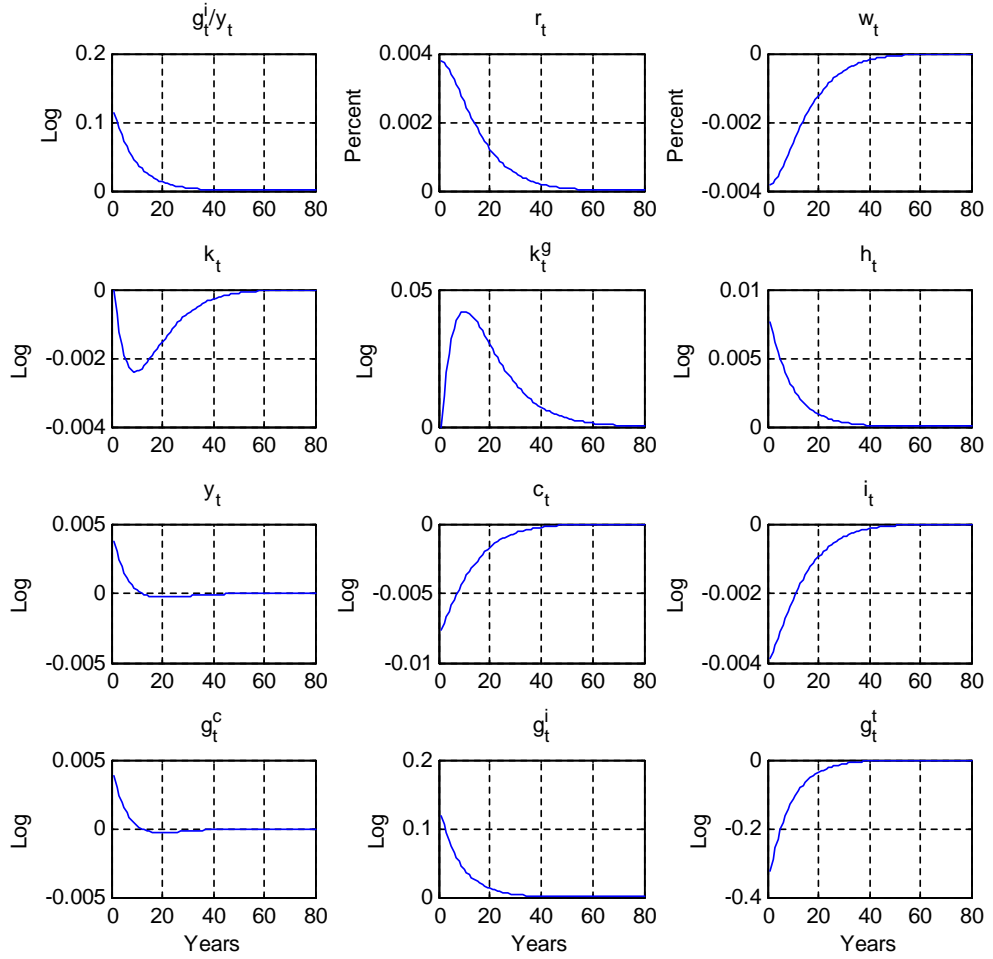 g_t^i/y_t r_t w_t
0.2 0.004 0
Log 0.1 Percent 0.002 Percent -0.002
0 0 -0.004
0 20 40 60 80 0 20 40 60 80 0 20 40 60 80
k_t k_t^g h_t
0 0.05 0.01
Log -0.002 Log Log 0.005
-0.004 0 0
0 20 40 60 80 0 20 40 60 80 0 20 40 60 80
y_t c_t i_t
0.005 0 0
Log 0 Log -0.005 Log -0.002
-0.005 -0.01 -0.004
0 20 40 60 80 0 20 40 60 80 0 20 40 60 80
g_t^c g_t^i g_t^t
0.005 0.2 0
Log 0 Log 0.1 Log -0.2
-0.005 0 -0.4
0 20 40 60 80 0 20 40 60 80 0 20 40 60 80
Years Years Years